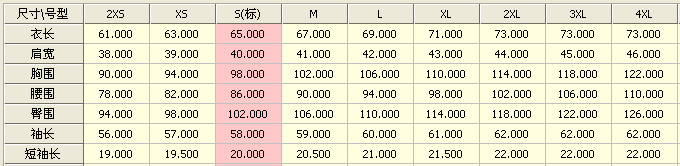 尺寸\号型 2XS XS S(标) M L XL 2XL 3XL 4XL
衣长 61.000 63.000 65.000 67.000 69.000 71.000 73.000 73.000 73.000
肩宽 38.000 39.000 40.000 41.000 42.000 43.000 44.000 45.000 46.000
胸围 90.000 94.000 98.000 102.000 106.000 110.000 114.000 118.000 122.000
腰围 78.000 82.000 86.000 90.000 94.000 98.000 102.000 106.000 110.000
臀围 94.000 98.000 102.000 106.000 110.000 114.000 118.000 122.000 126.000
袖长 56.000 57.000 58.000 59.000 60.000 61.000 62.000 62.000 62.000
短袖长 19.000 19.500 20.000 20.500 21.000 21.500 22.000 22.000 22.000